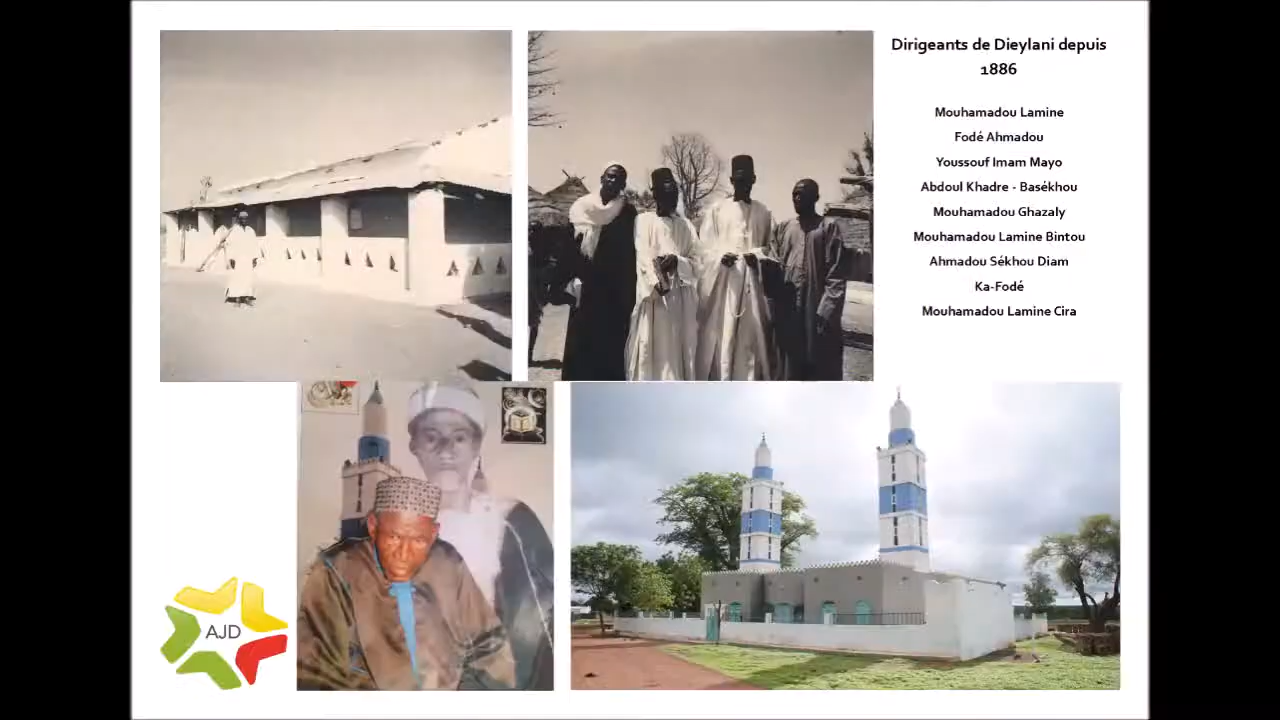 Dirigeants de Dieylani depuis
1886
Mouhamadou Lamine
Fodé Ahmadou
Youssouf Imam Mayo
Abdoul Khadre - Basékhou
Mouhamadou Ghazaly
Mouhamadou Lamine Bintou
Ahmadou Sékhou Diam
Ka-Fodé
Mouhamadou Lamine Cira
AJD